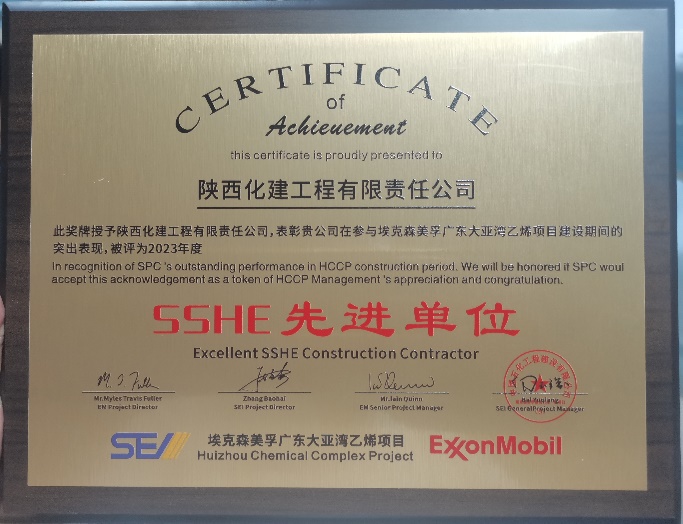 CERTIFICATE
of
Achievement
this certificate is proudly presented to
陕西化建工程有限责任公司
此奖牌授予陕西化建工程有限责任公司，表彰贵公司在参与埃克森美孚广东大亚湾乙烯项目建设期间的
突出表现，被评为2023年度
In recognition of SPC 's outstanding performance in HCCP construction period. We will be honored if SPC woul
accept this acknowledgement as a token of HCCP Management 's appreciation and congratulation.
SSHE 先进单位
Excellent SSHE Construction Contractor
Mr.Myles Travis Fuller
EM Project Director
Zhang Baohai
SEI Project Director
Mr.Iain Quinn
EM Senior Project Manager
SEI General Project Manager
SEI
埃克森美孚广东大亚湾乙烯项目
Huizhou Chemical Complex Project
ExxonMobil